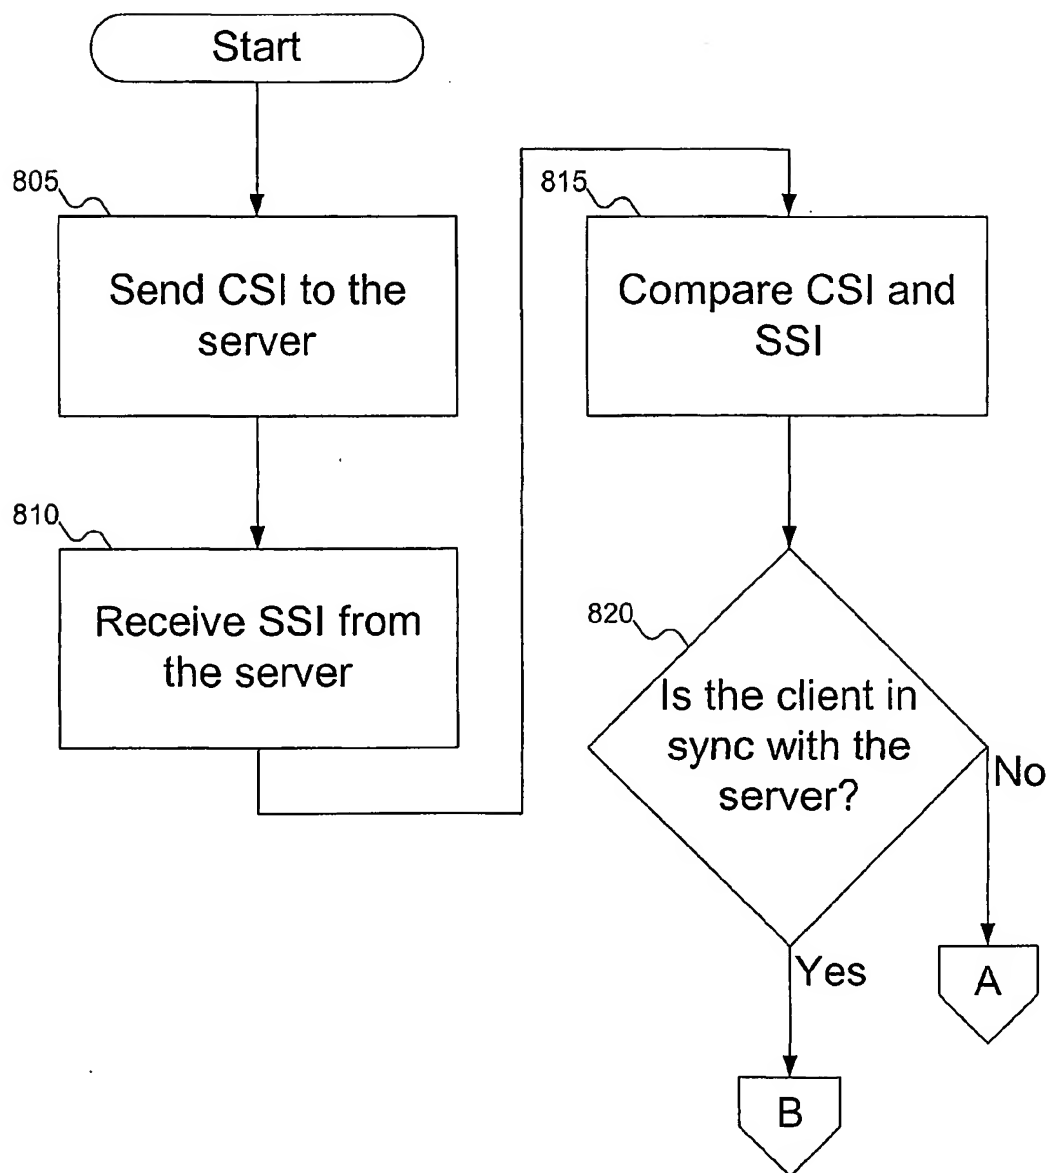 Start
805
Send CSI to the
server
810
Receive SSI from
the server
815
Compare CSI and
SSI
820
Is the client in
sync with the
server?
No
Yes
A
B